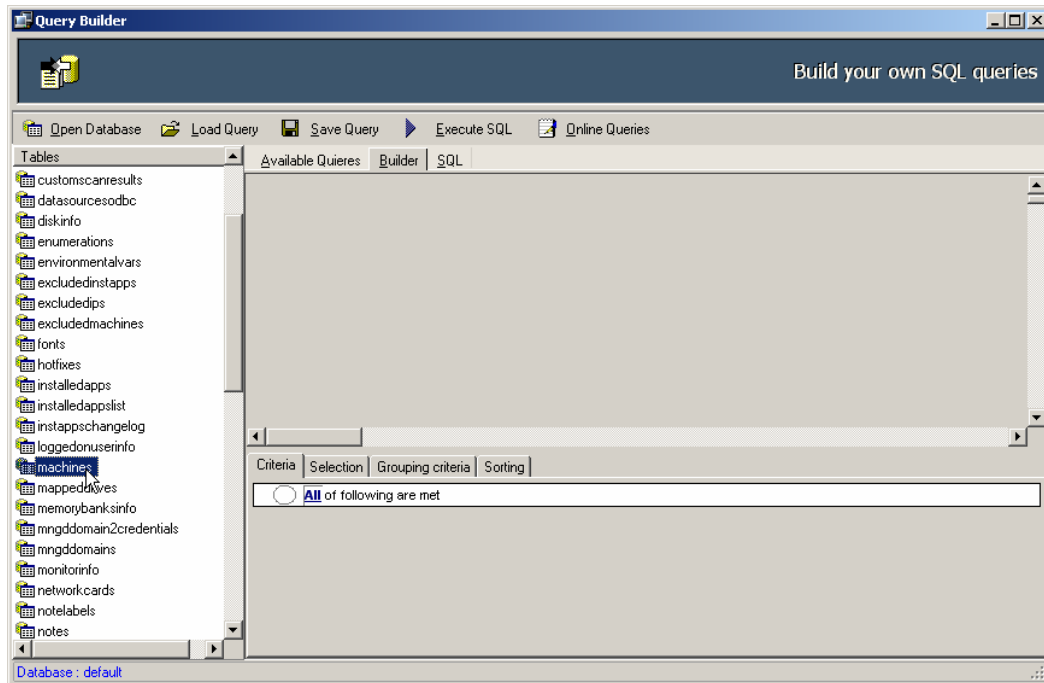 Query Builder
Build your own SQL queries
Open Database Load Query Save Query Execute SQL Online Queries
Tables
customscanresults
datasourcesodbc
diskinfo
enumerations
environmentalvars
excludedinstapps
excludedips
excludedmachines
fonts
hotfixes
installedapps
installedappslist
instappschangelog
loggedonuserinfo
machines
mappeddrives
memorybanksinfo
mngddomain2credentials
mngddomains
monitorinfo
networkcards
notelabels
notes
Available Quieres Builder SQL
Criteria Selection Grouping criteria Sorting
All of following are met
Database : default